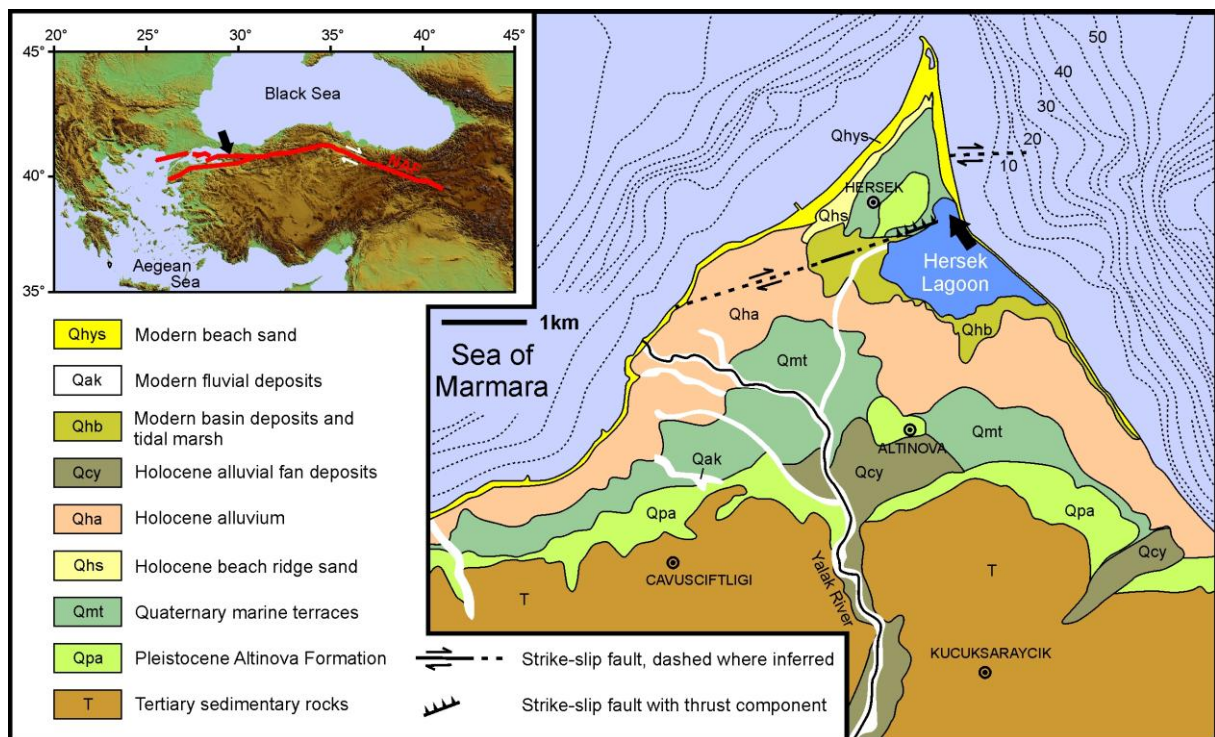 20° 25° 30° 35° 40° 45°
45°
40°
35°
Black Sea
NAF
Aegean
Sea
Qhys Modern beach sand
Qak Modern fluvial deposits
Qhb Modern basin deposits and
tidal marsh
Qcy Holocene alluvial fan deposits
Qha Holocene alluvium
Qhs Holocene beach ridge sand
Qmt Quaternary marine terraces
Qpa Pleistocene Altinova Formation
T Tertiary sedimentary rocks
50
40
30
20
10
Qhys
HERSEK
Qhs
Hersek
Lagoon
1km
Sea of
Marmara
Qha
Qhb
Qmt
ALTINOVA
Qmt
Qak
Qcy
Qpa
Qpa
Qcy
CAVUSCIFTLIGI
T
T
Yalak River
KUCUKSARAYCIK
Strike-slip fault, dashed where inferred
Strike-slip fault with thrust component